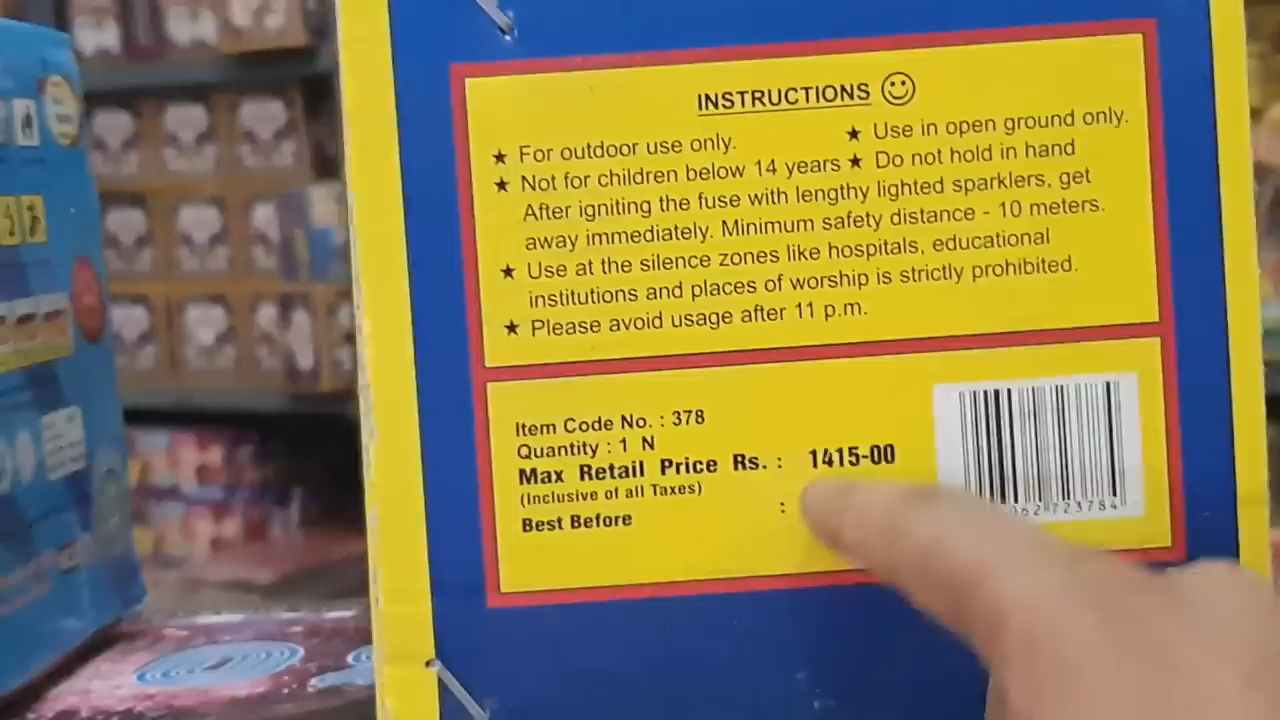 INSTRUCTIONS
★ For outdoor use only. ★ Use in open ground only.
★ Not for children below 14 years ★ Do not hold in hand
After igniting the fuse with lengthy lighted sparklers, get
away immediately. Minimum safety distance - 10 meters.
★ Use at the silence zones like hospitals, educational
institutions and places of worship is strictly prohibited.
★ Please avoid usage after 11 p.m.
Item Code No. : 378
Quantity : 1 N
Max Retail Price Rs. : 1415-00
(Inclusive of all Taxes)
Best Before :